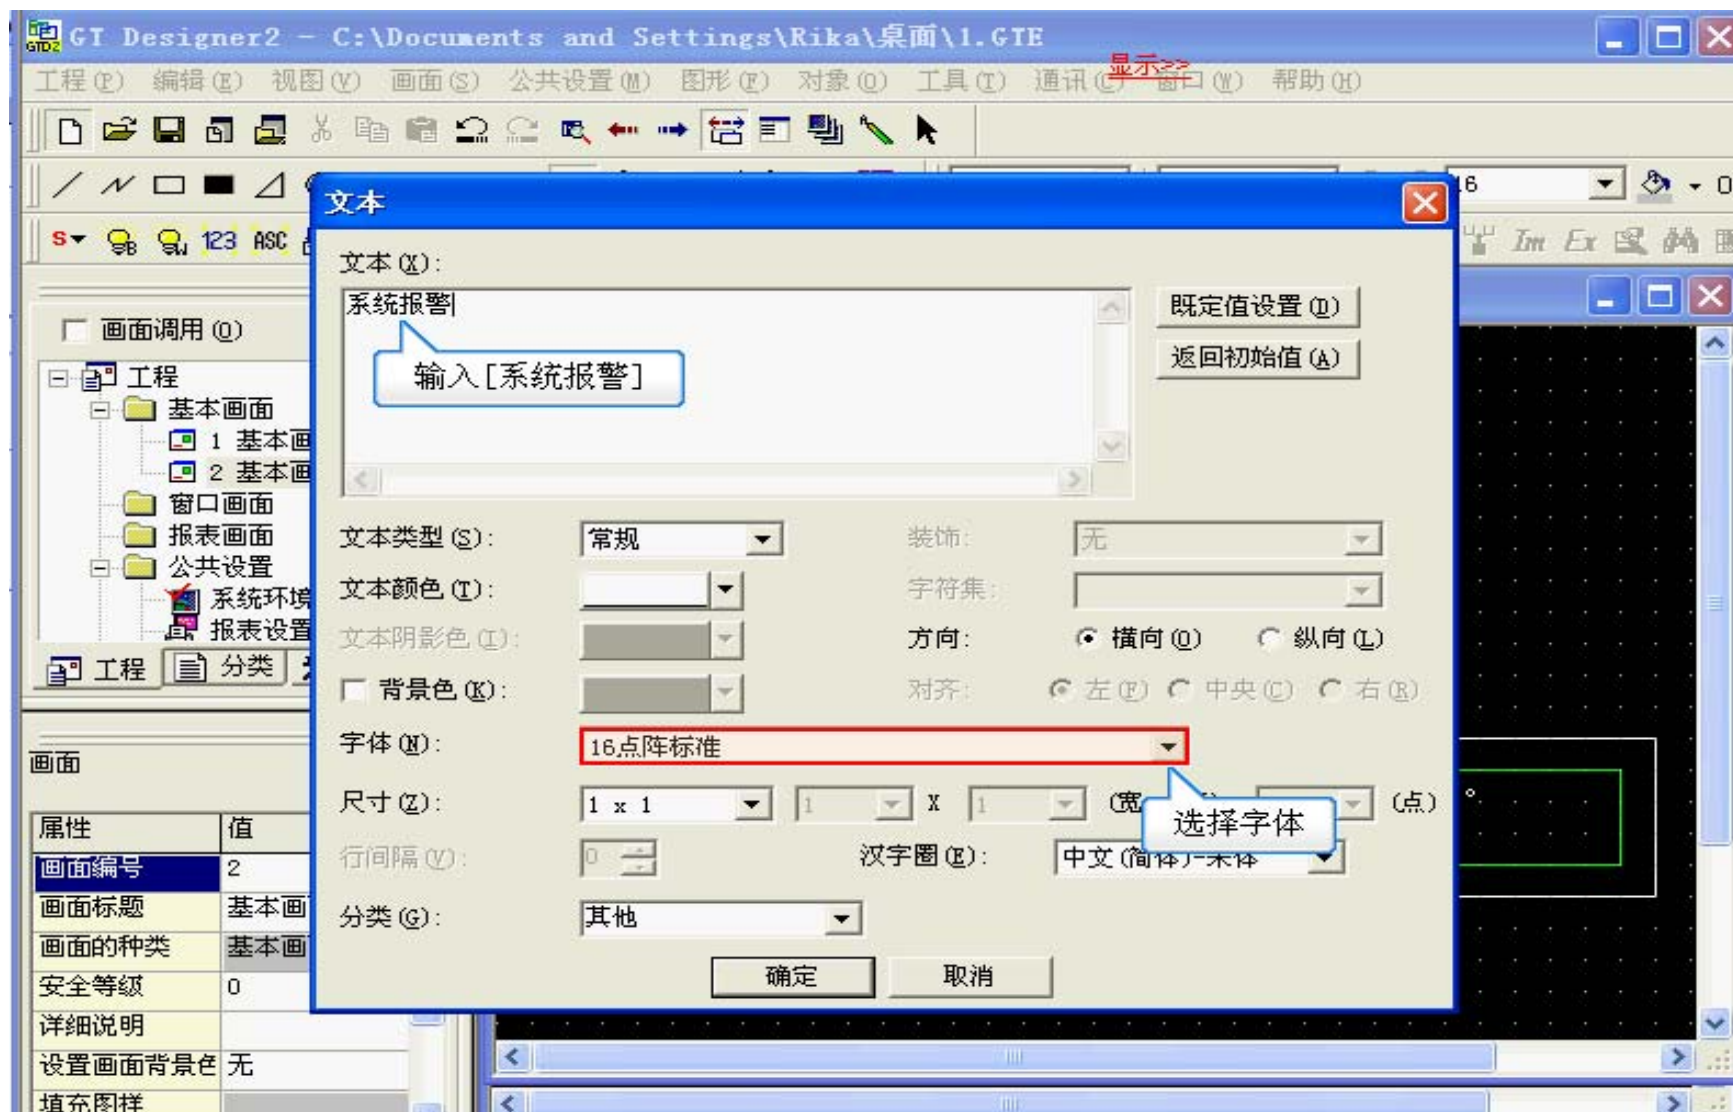 GT Designer2 - C:\Documents and Settings\Rika\桌面\1.GTE
工程(P) 编辑(E) 视图(V) 画面(S) 公共设置(M) 图形(F) 对象(O) 工具(T) 通讯(C) 窗口(W) 帮助(H)
显示>>
16
S 123 ASC
Im Ex
文本
文本(X):
系统报警
输入[系统报警]
既定值设置(D)
返回初始值(A)
画面调用(O)
工程
基本画面
1 基本画
2 基本画
窗口画面
报表画面
公共设置
系统环境
报表设置
工程 分类
文本类型(S): 常规 装饰: 无
文本颜色(T): 字符集:
文本阴影色(I): 方向: 横向(O) 纵向(L)
背景色(K): 对齐: 左(F) 中央(C) 右(R)
字体(N): 16点阵标准
尺寸(Z): 1 x 1 1 X 1 (宽 (点)
选择字体
行间隔(V): 0 汉字圈(E): 中文(简体)-宋体
分类(G): 其他
确定 取消
画面
属性 值
画面编号 2
画面标题 基本画
画面的种类 基本画
安全等级 0
详细说明
设置画面背景色 无
填充图样